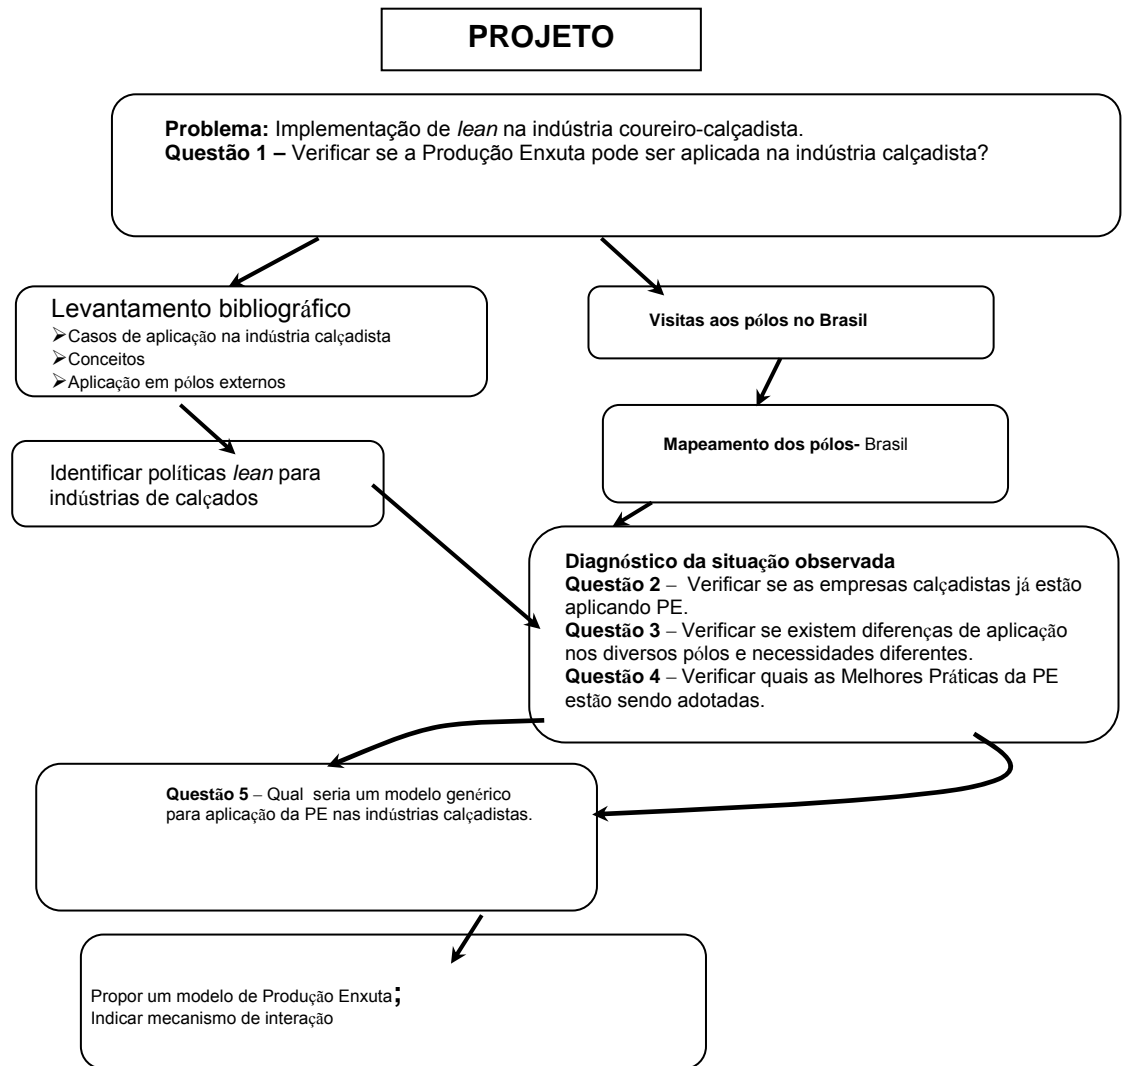 PROJETO
Problema: Implementação de lean na indústria coureiro-calçadista.
Questão 1 – Verificar se a Produção Enxuta pode ser aplicada na indústria calçadista?
Levantamento bibliográfico
➢Casos de aplicação na indústria calçadista
➢Conceitos
➢Aplicação em pólos externos
Visitas aos pólos no Brasil
Mapeamento dos pólos- Brasil
Identificar políticas lean para
indústrias de calçados
Diagnóstico da situação observada
Questão 2 – Verificar se as empresas calçadistas já estão
aplicando PE.
Questão 3 – Verificar se existem diferenças de aplicação
nos diversos pólos e necessidades diferentes.
Questão 4 – Verificar quais as Melhores Práticas da PE
estão sendo adotadas.
Questão 5 – Qual seria um modelo genérico
para aplicação da PE nas indústrias calçadistas.
Propor um modelo de Produção Enxuta;
Indicar mecanismo de interação